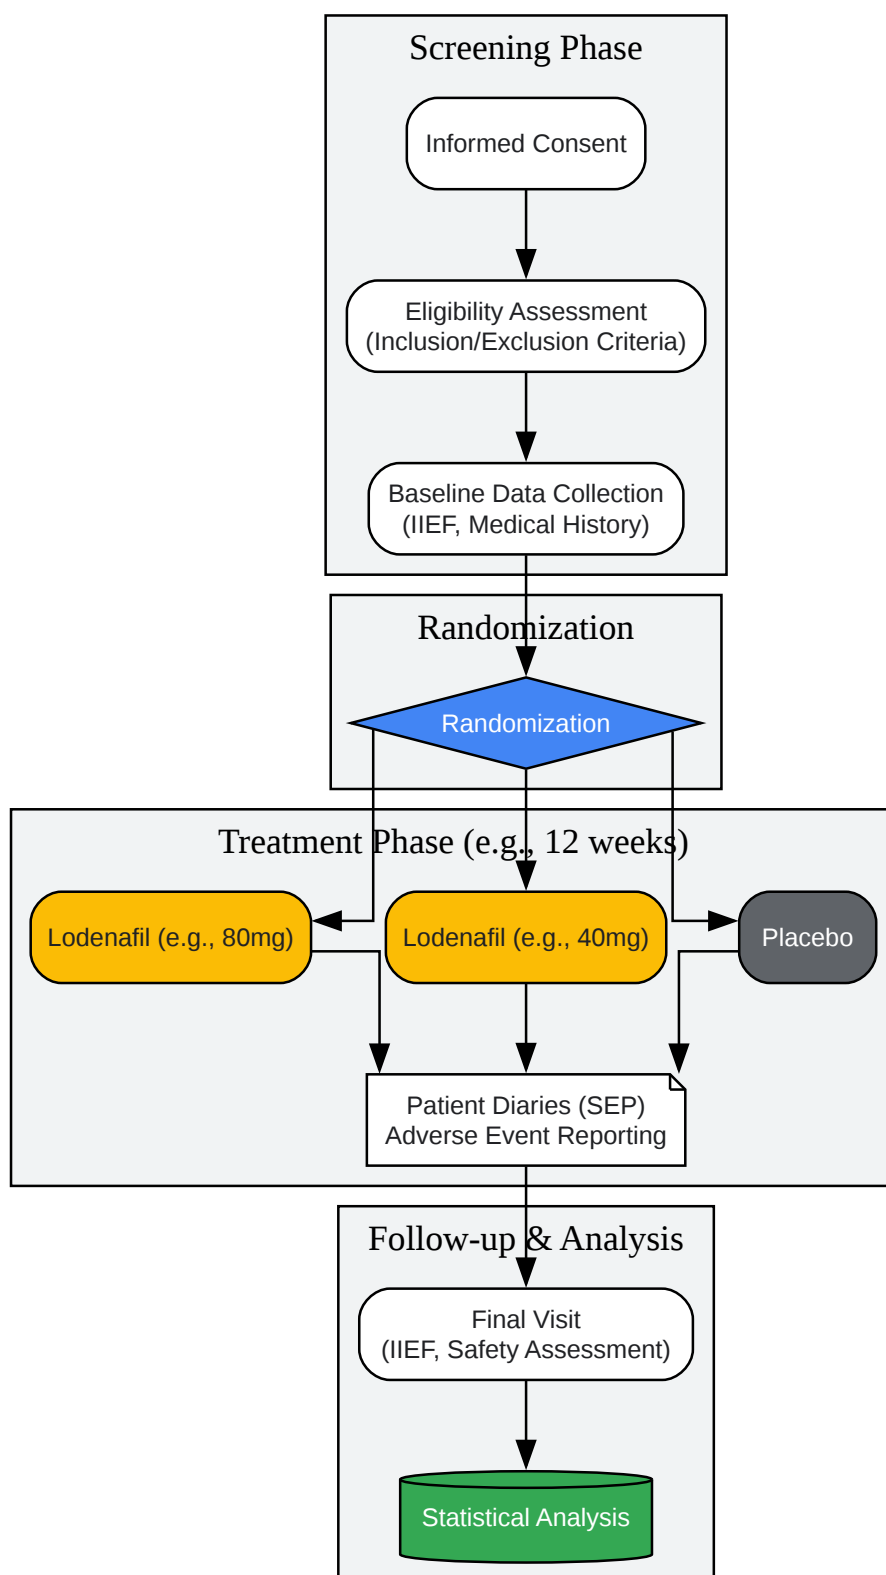 Screening Phase
Informed Consent
Eligibility Assessment
(Inclusion/Exclusion Criteria)
Baseline Data Collection
(IIEF, Medical History)
Randomization
Randomization
Treatment Phase (e.g., 12 weeks)
Lodenafil (e.g., 80mg)
Lodenafil (e.g., 40mg)
Placebo
Patient Diaries (SEP)
Adverse Event Reporting
Follow-up & Analysis
Final Visit
(IIEF, Safety Assessment)
Statistical Analysis